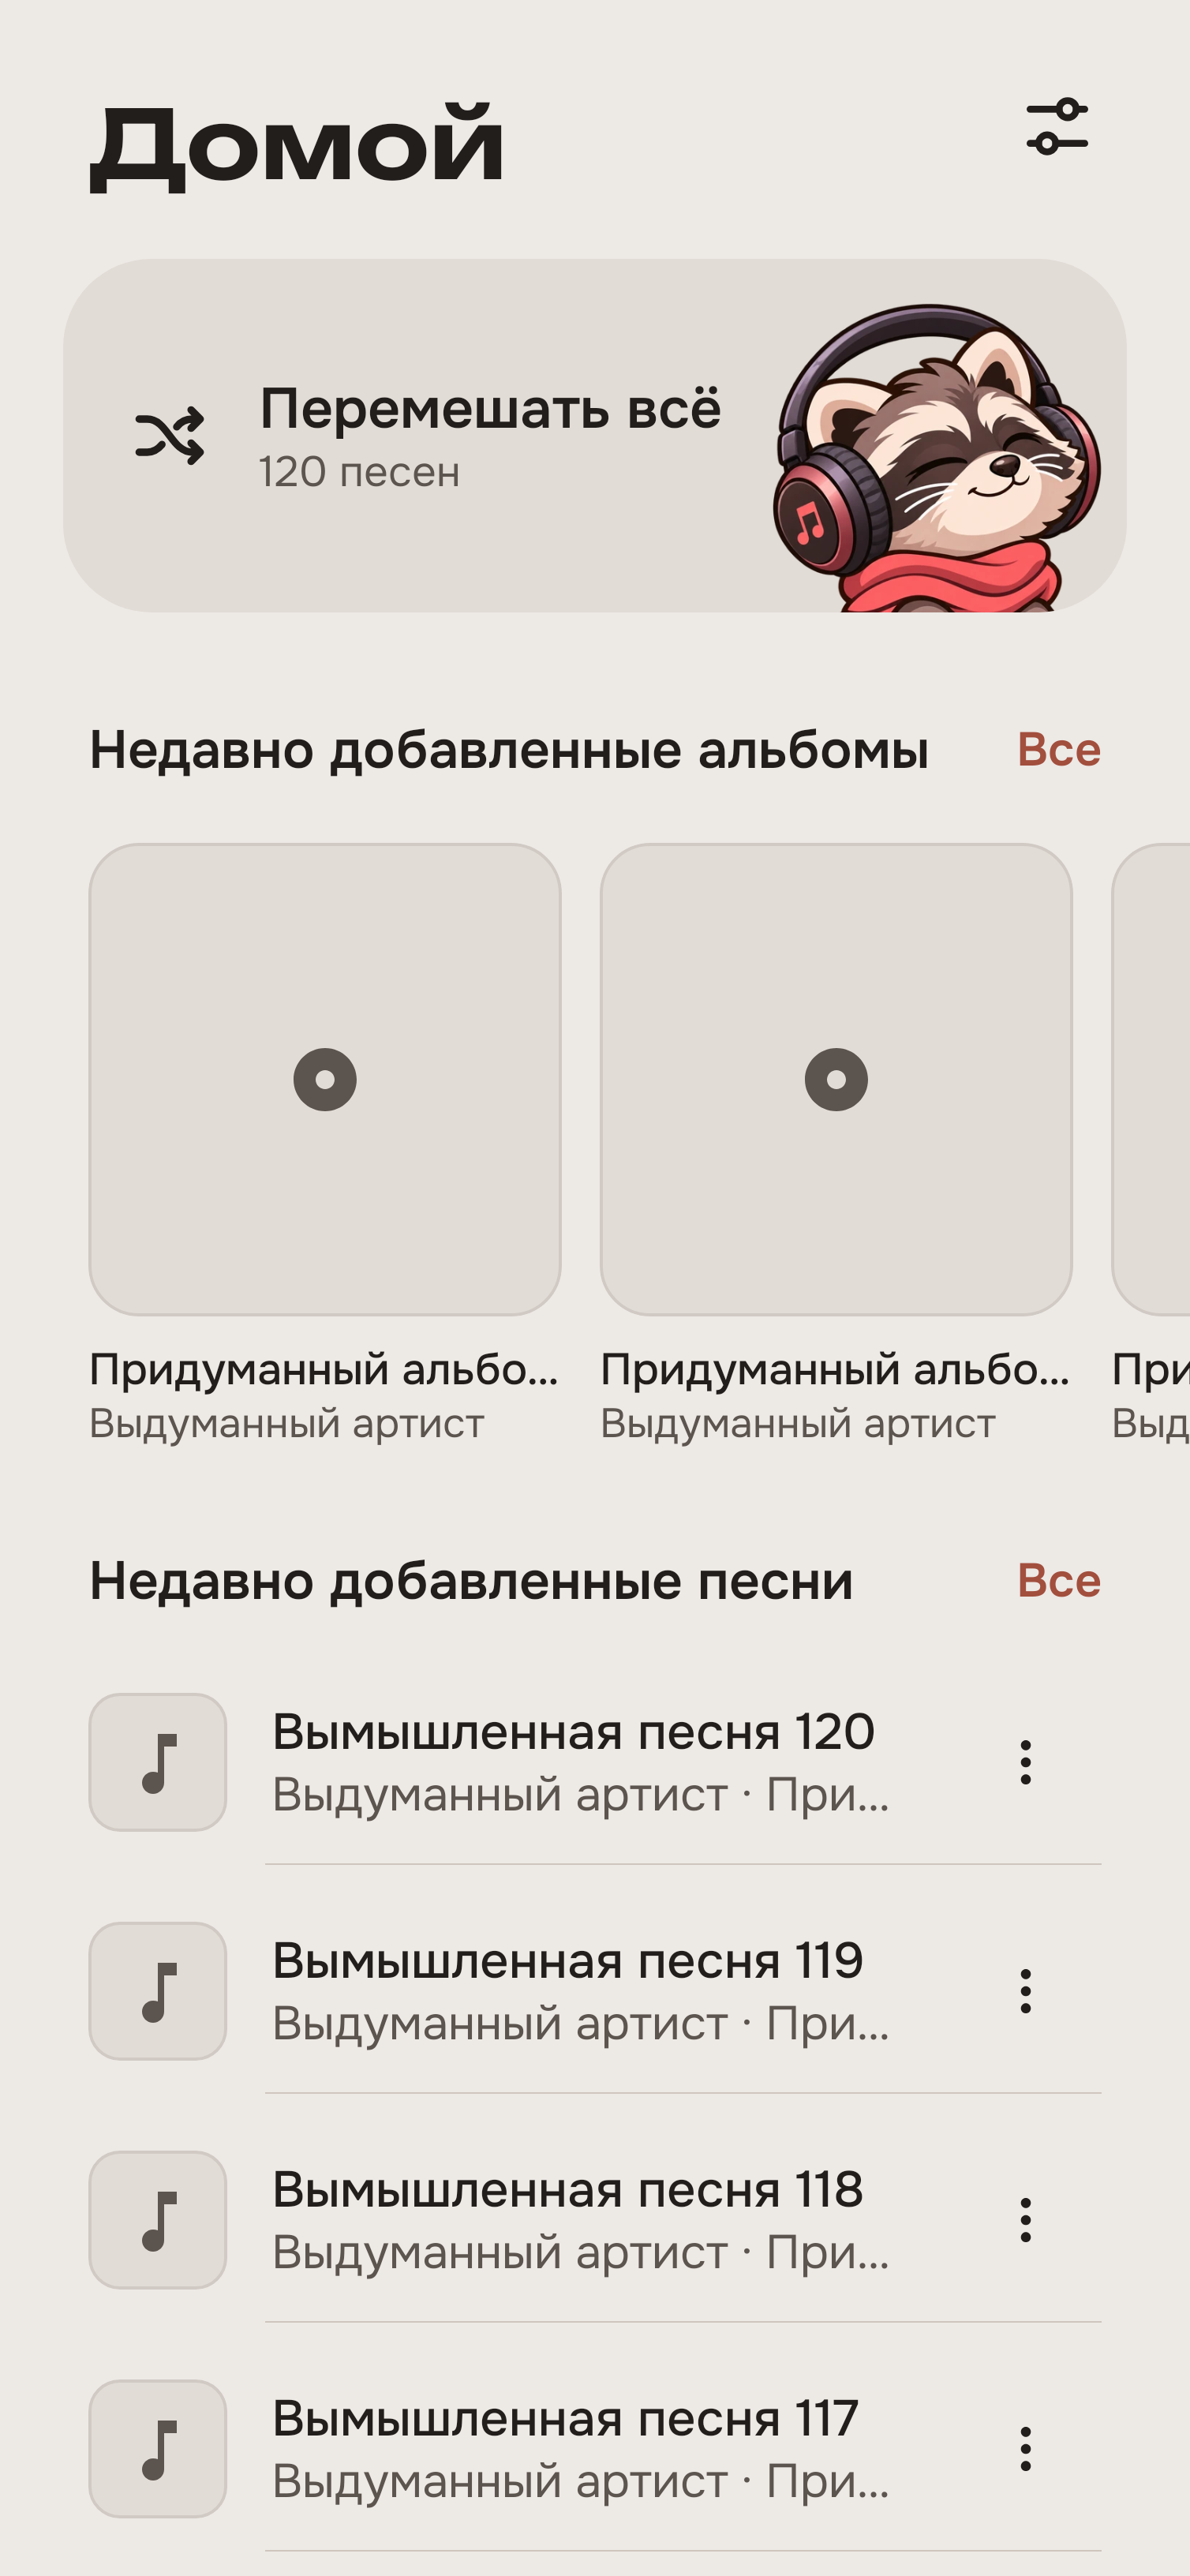 Домой
Перемешать всё
120 песен
Недавно добавленные альбомы
Все
Придуманный альбо...
Придуманный альбо...
При
Выдуманный артист
Выдуманный артист
Выд
Недавно добавленные песни
Все
Вымышленная песня 120
Выдуманный артист · При...
Вымышленная песня 119
Выдуманный артист · При...
Вымышленная песня 118
Выдуманный артист · При...
Вымышленная песня 117
Выдуманный артист · При...